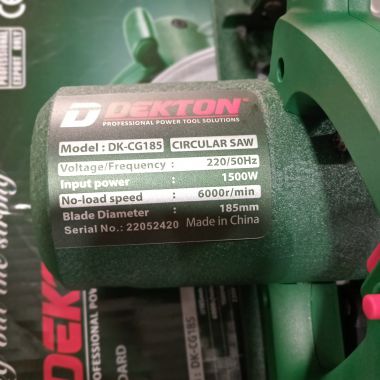 DEKTON
PROFESSIONAL POWER TOOL SOLUTIONS
Model : DK-CG185 CIRCULAR SAW
Voltage/Frequency : 220/50Hz
Input power : 1500W
No-load speed : 6000r/min
Blade Diameter : 185mm
Serial No.: 22052420 Made in China
DEKTON
DK-CG185